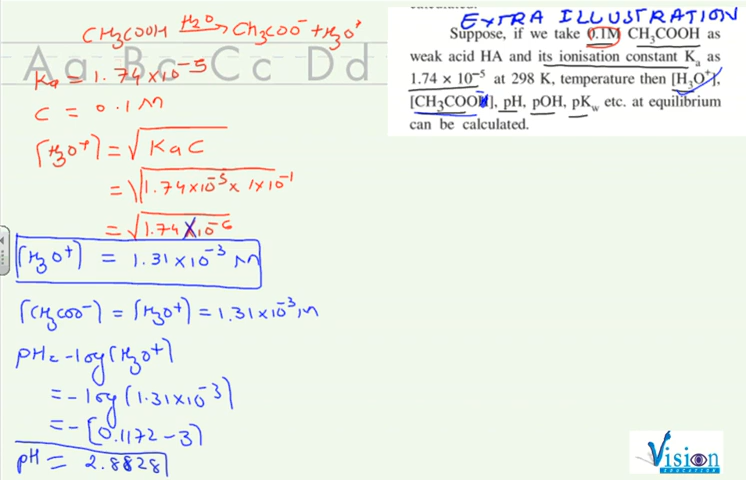 CH₃COOH H₂O→ CH₃COO⁻ + H₃O⁺
Aa Bb Cc Dd
Ka = 1.74 × 10⁻⁵
C = 0.1 M
[H₃O⁺] = √KaC
= √1.74×10⁻⁵ × 1×10⁻¹
= √1.74 × 10⁻⁶
[H₃O⁺] = 1.31 × 10⁻³ M
[CH₃COO⁻] = [H₃O⁺] = 1.31 × 10⁻³ M
pH = -log[H₃O⁺]
= -log(1.31×10⁻³)
= -[0.1172 - 3)
pH = 2.8828
EXTRA ILLUSTRATION
Suppose, if we take 0.1M CH₃COOH as
weak acid HA and its ionisation constant Kₐ as
1.74 × 10⁻⁵ at 298 K, temperature then [H₃O⁺],
[CH₃COO⁻], pH, pOH, pK_w etc. at equilibrium
can be calculated.
Vision
EDUCATION